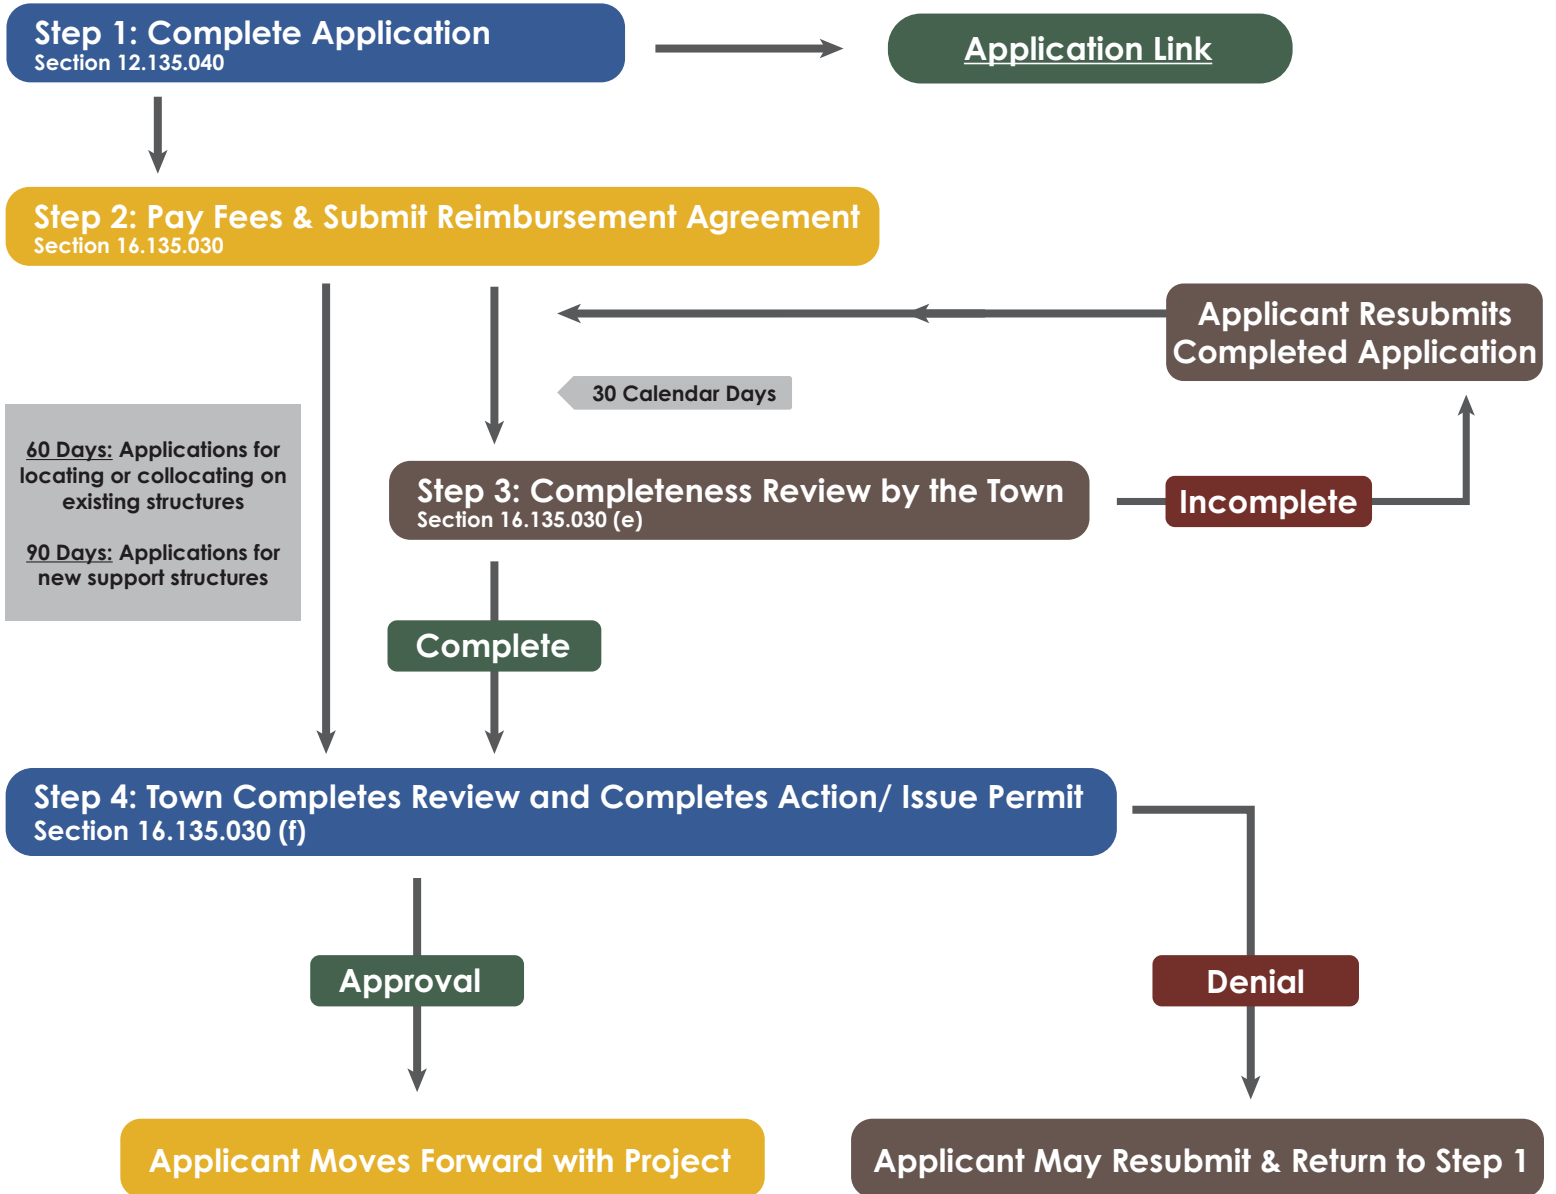 Step 1: Complete Application
Section 12.135.040
Application Link
Step 2: Pay Fees & Submit Reimbursement Agreement
Section 16.135.030
Applicant Resubmits
Completed Application
30 Calendar Days
60 Days: Applications for
locating or collocating on
existing structures
90 Days: Applications for
new support structures
Step 3: Completeness Review by the Town
Section 16.135.030 (e)
Incomplete
Complete
Step 4: Town Completes Review and Completes Action/ Issue Permit
Section 16.135.030 (f)
Approval
Denial
Applicant Moves Forward with Project
Applicant May Resubmit & Return to Step 1